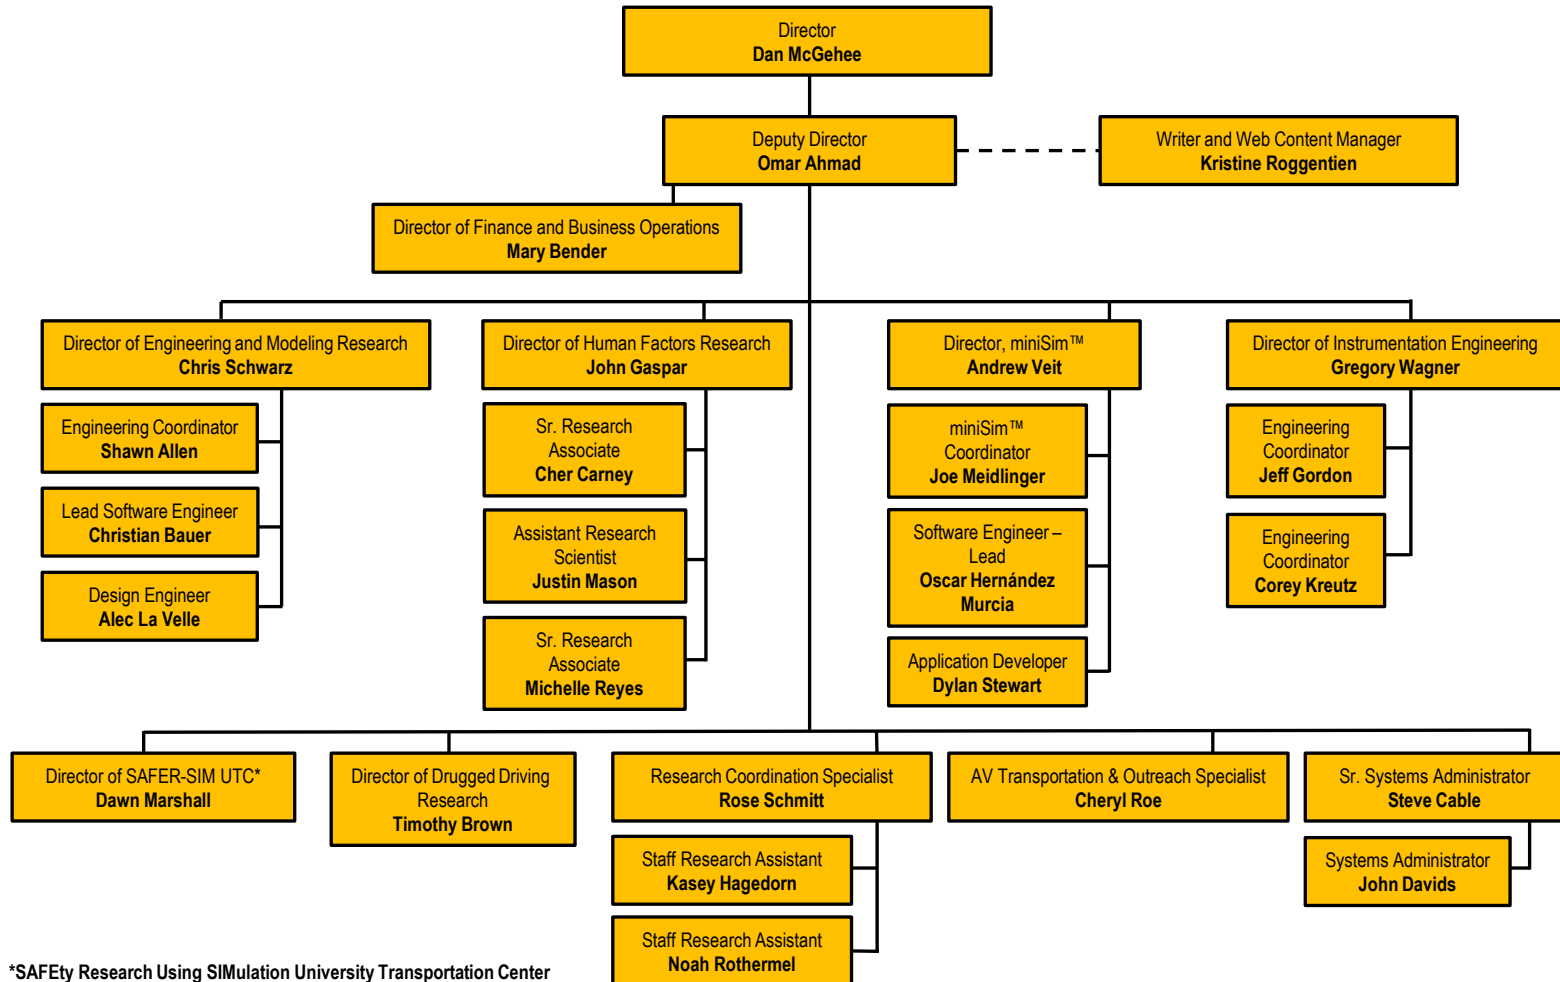 Director
Dan McGehee
Deputy Director
Omar Ahmad
Writer and Web Content Manager
Kristine Roggentien
Director of Finance and Business Operations
Mary Bender
Director of Engineering and Modeling Research
Chris Schwarz
Engineering Coordinator
Shawn Allen
Lead Software Engineer
Christian Bauer
Design Engineer
Alec La Velle
Director of Human Factors Research
John Gaspar
Sr. Research
Associate
Cher Carney
Assistant Research
Scientist
Justin Mason
Sr. Research
Associate
Michelle Reyes
Director, miniSim™
Andrew Veit
miniSim™
Coordinator
Joe Meidlinger
Software Engineer –
Lead
Oscar Hernández
Murcia
Application Developer
Dylan Stewart
Director of Instrumentation Engineering
Gregory Wagner
Engineering
Coordinator
Jeff Gordon
Engineering
Coordinator
Corey Kreutz
Director of SAFER-SIM UTC*
Dawn Marshall
Director of Drugged Driving
Research
Timothy Brown
Research Coordination Specialist
Rose Schmitt
Staff Research Assistant
Kasey Hagedorn
Staff Research Assistant
Noah Rothermel
AV Transportation & Outreach Specialist
Cheryl Roe
Sr. Systems Administrator
Steve Cable
Systems Administrator
John Davids
*SAFEty Research Using SIMulation University Transportation Center